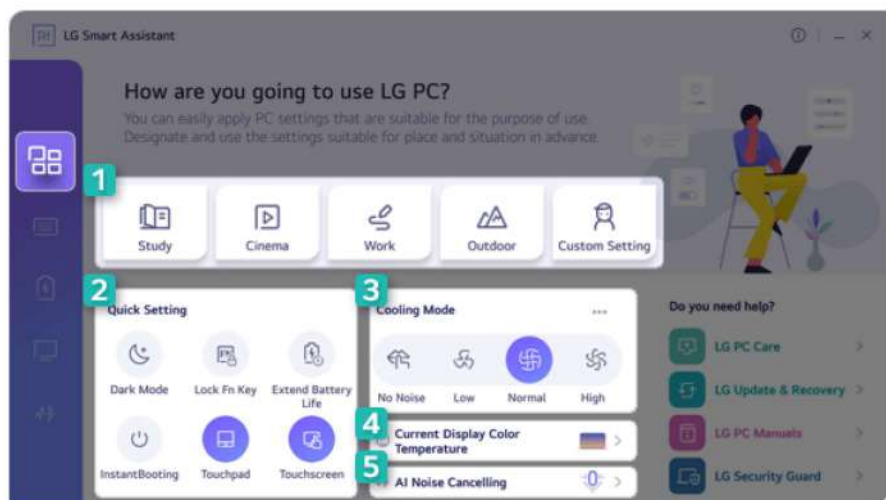 LG Smart Assistant
How are you going to use LG PC?
You can easily apply PC settings that are suitable for the purpose of use.
Designate and use the settings suitable for place and situation in advance.
1
Study
Cinema
Work
Outdoor
Custom Setting
2
Quick Setting
Dark Mode
Lock Fn Key
Extend Battery
Life
InstantBooting
Touchpad
Touchscreen
3
Cooling Mode
No Noise
Low
Normal
High
4
Current Display Color
Temperature
5
AI Noise Cancelling
Do you need help?
LG PC Care
LG Update & Recovery
LG PC Manuals
LG Security Guard